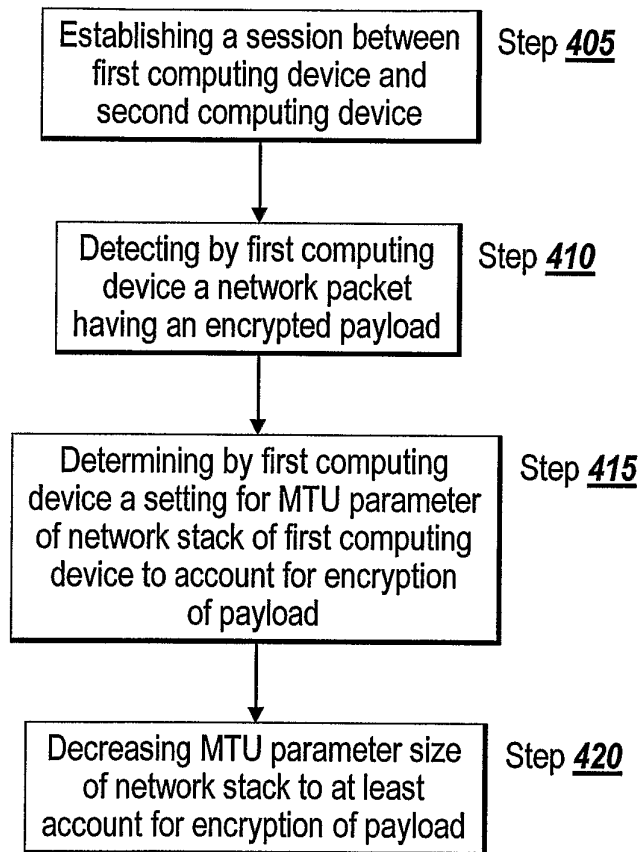 Establishing a session between
first computing device and
second computing device
Step 405
Detecting by first computing
device a network packet
having an encrypted payload
Step 410
Determining by first computing
device a setting for MTU parameter
of network stack of first computing
device to account for encryption
of payload
Step 415
Decreasing MTU parameter size
of network stack to at least
account for encryption of payload
Step 420